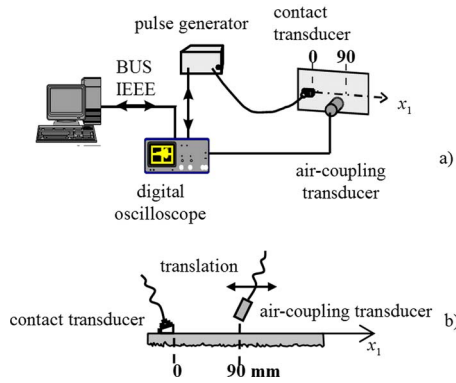 pulse generator
contact
transducer
0 90
BUS
IEEE
x1
a)
digital
oscilloscope
air-coupling
transducer
translation
contact transducer
air-coupling transducer
b)
x1
0 90 mm